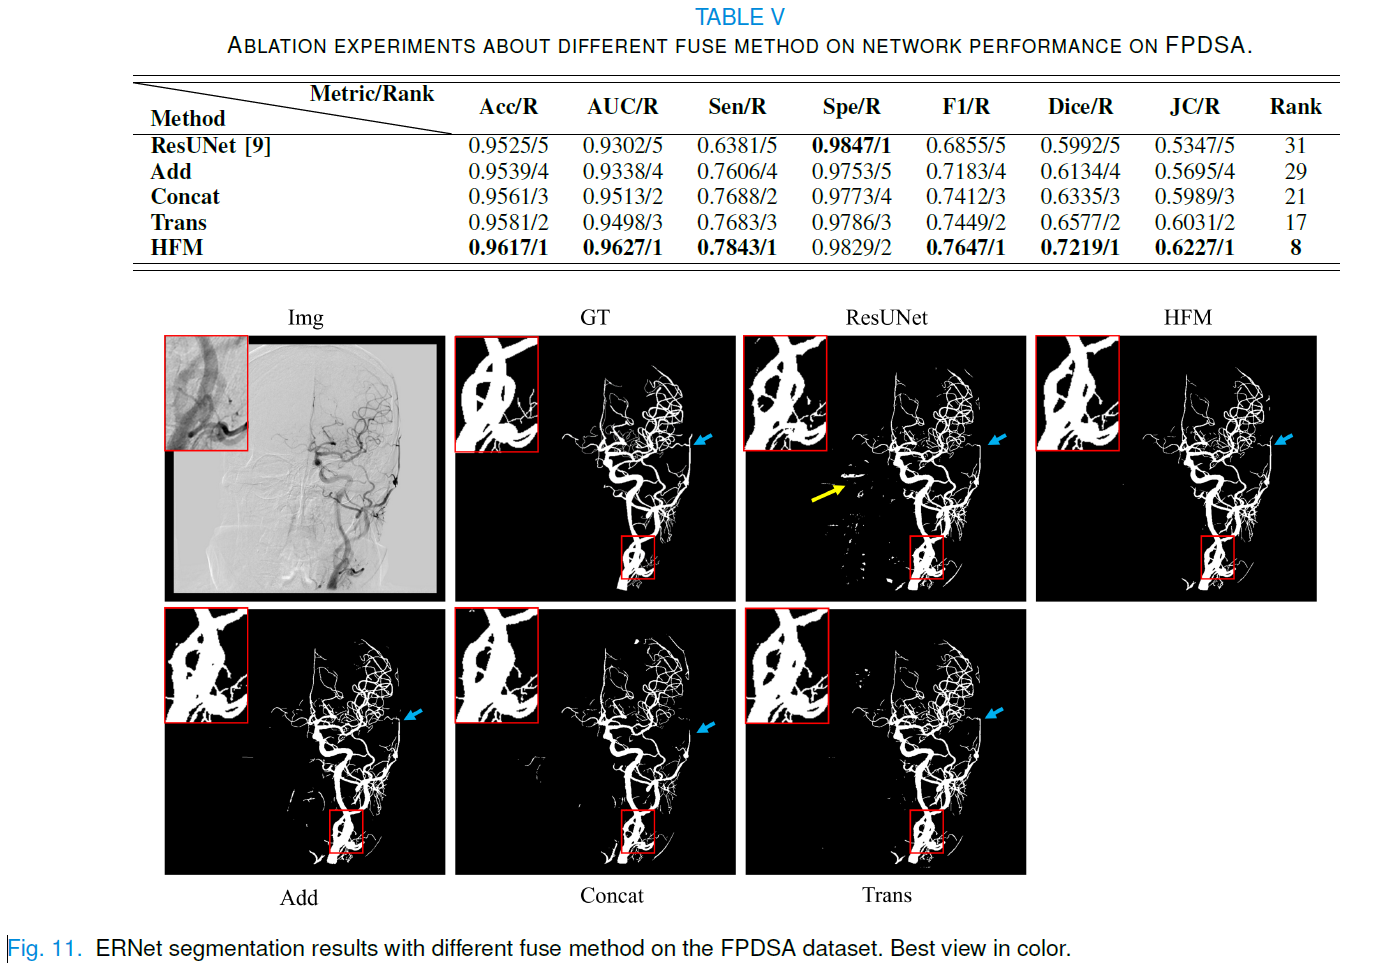 TABLE V
ABLATION EXPERIMENTS ABOUT DIFFERENT FUSE METHOD ON NETWORK PERFORMANCE ON FPDSA.
Metric/Rank
Method
Acc/R AUC/R Sen/R Spe/R F1/R Dice/R JC/R Rank
ResUNet [9] 0.9525/5 0.9302/5 0.6381/5 0.9847/1 0.6855/5 0.5992/5 0.5347/5 31
Add 0.9539/4 0.9338/4 0.7606/4 0.9753/5 0.7183/4 0.6134/4 0.5695/4 29
Concat 0.9561/3 0.9513/2 0.7688/2 0.9773/4 0.7412/3 0.6335/3 0.5989/3 21
Trans 0.9581/2 0.9498/3 0.7683/3 0.9786/3 0.7449/2 0.6577/2 0.6031/2 17
HFM 0.9617/1 0.9627/1 0.7843/1 0.9829/2 0.7647/1 0.7219/1 0.6227/1 8
Img GT ResUNet HFM
Add Concat Trans
Fig. 11. ERNet segmentation results with different fuse method on the FPDSA dataset. Best view in color.